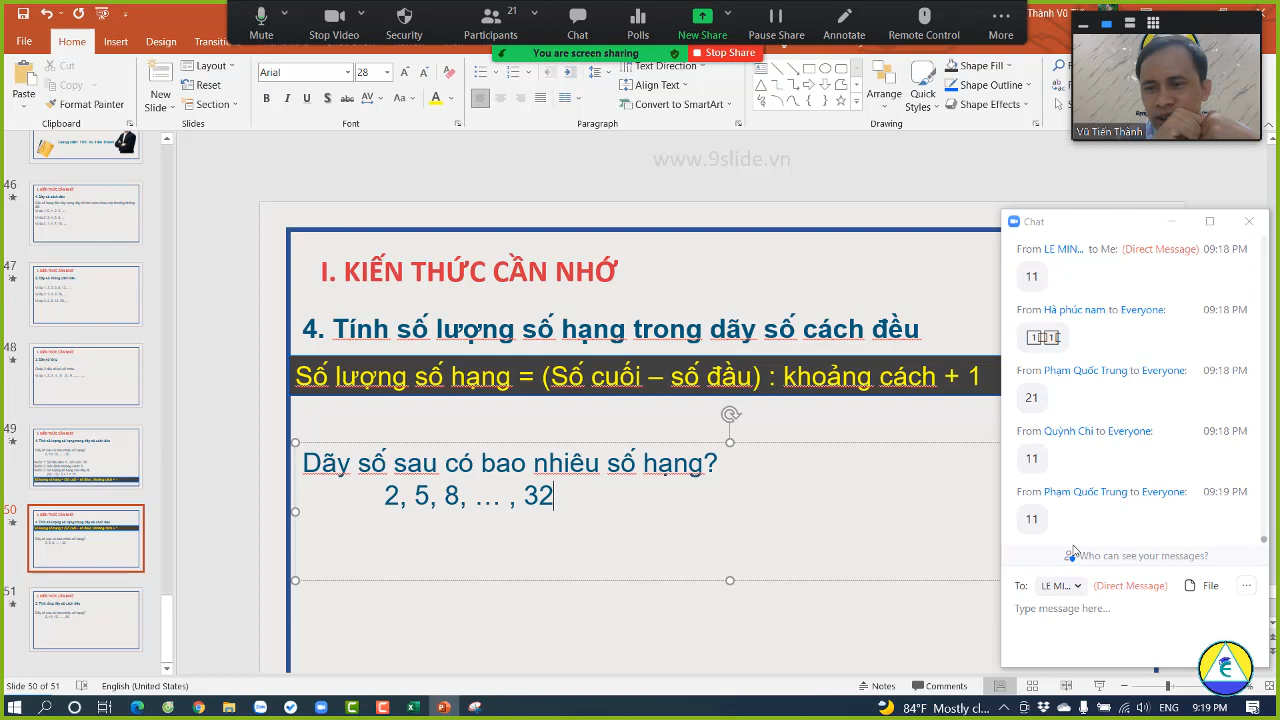 Mute
Stop Video
Security
21
Participants
Chat
Polls
New Share
Pause Share
Annotate
Remote Control
More
You are screen sharing
Stop Share
File
Home
Insert
Design
Vũ Tiến Thành
Cut
Copy
Format Painter
Paste
Clipboard
New
Slide
Layout
Reset
Section
Slides
Arial
28
Font
Align Text
Convert to SmartArt
Paragraph
Arrange
Quick
Styles
Shape Fill
Shape Effects
Drawing
www.9slide.vn
46
47
48
49
50
51
I. KIẾN THỨC CẦN NHỚ
4. Tính số lượng số hạng trong dãy số cách đều
Số lượng số hạng = (Số cuối – số đầu) : khoảng cách + 1
Dãy số sau có bao nhiêu số hạng?
2, 5, 8, … , 32
Chat
From LE MIN... to Me: (Direct Message) 09:18 PM
11
From Hà phúc nam to Everyone: 09:18 PM
From Phạm Quốc Trung to Everyone: 09:18 PM
21
From Quỳnh Chi to Everyone: 09:18 PM
11
From Phạm Quốc Trung to Everyone: 09:19 PM
11
Who can see your messages?
To: LE MI... (Direct Message) File
Type message here...
Slide 50 of 51
English (United States)
Notes
Comments
84°F Mostly cl...
ENG
9:19 PM